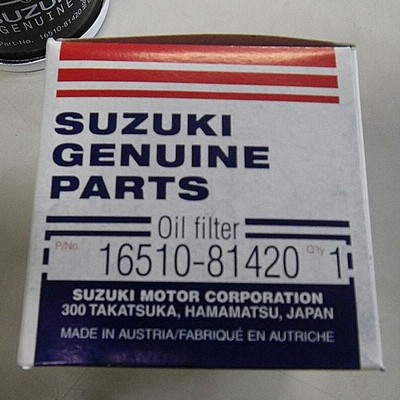 SUZUKI
GENUINE
Part-No. 16510-81420
SUZUKI
GENUINE
PARTS
Oil filter
P/No. 16510-81420 Q'ty 1
SUZUKI MOTOR CORPORATION
300 TAKATSUKA, HAMAMATSU, JAPAN
MADE IN AUSTRIA/FABRIQUÉ EN AUTRICHE